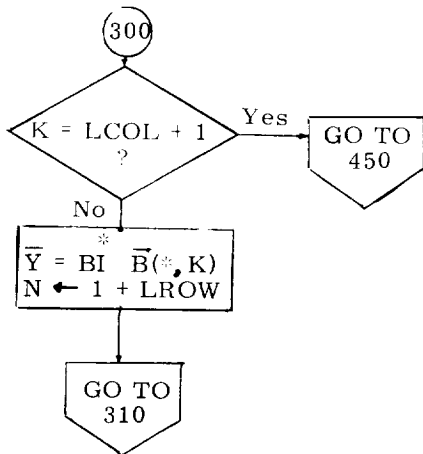 300
K = LCOL + 1
?
Yes
GO TO
450
No
*
Y̅ = BI B⃗(*, K)
N ← 1 + LROW
GO TO
310